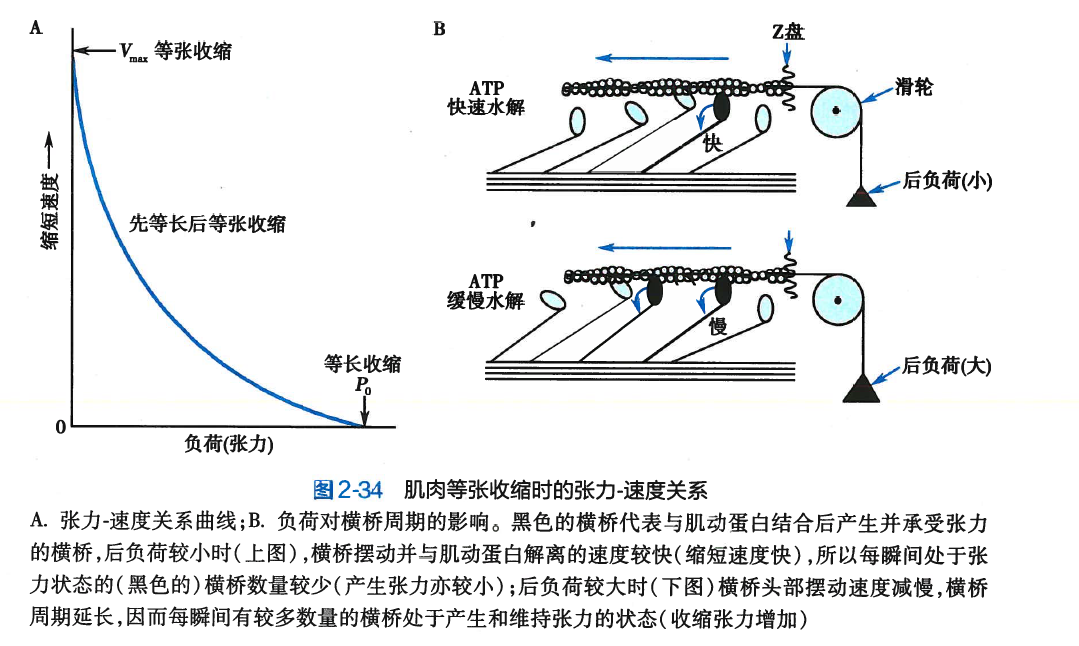 A
Vmax 等张收缩
缩短速度
先等长后等张收缩
等长收缩
P0
0
负荷(张力)
B
Z盘
ATP
快速水解
滑轮
快
后负荷(小)
ATP
缓慢水解
慢
后负荷(大)
图2-34 肌肉等张收缩时的张力-速度关系
A. 张力-速度关系曲线;B. 负荷对横桥周期的影响。黑色的横桥代表与肌动蛋白结合后产生并承受张力
的横桥,后负荷较小时(上图),横桥摆动并与肌动蛋白解离的速度较快(缩短速度快),所以每瞬间处于张
力状态的(黑色的)横桥数量较少(产生张力亦较小);后负荷较大时(下图)横桥头部摆动速度减慢,横桥
周期延长,因而每瞬间有较多数量的横桥处于产生和维持张力的状态(收缩张力增加)